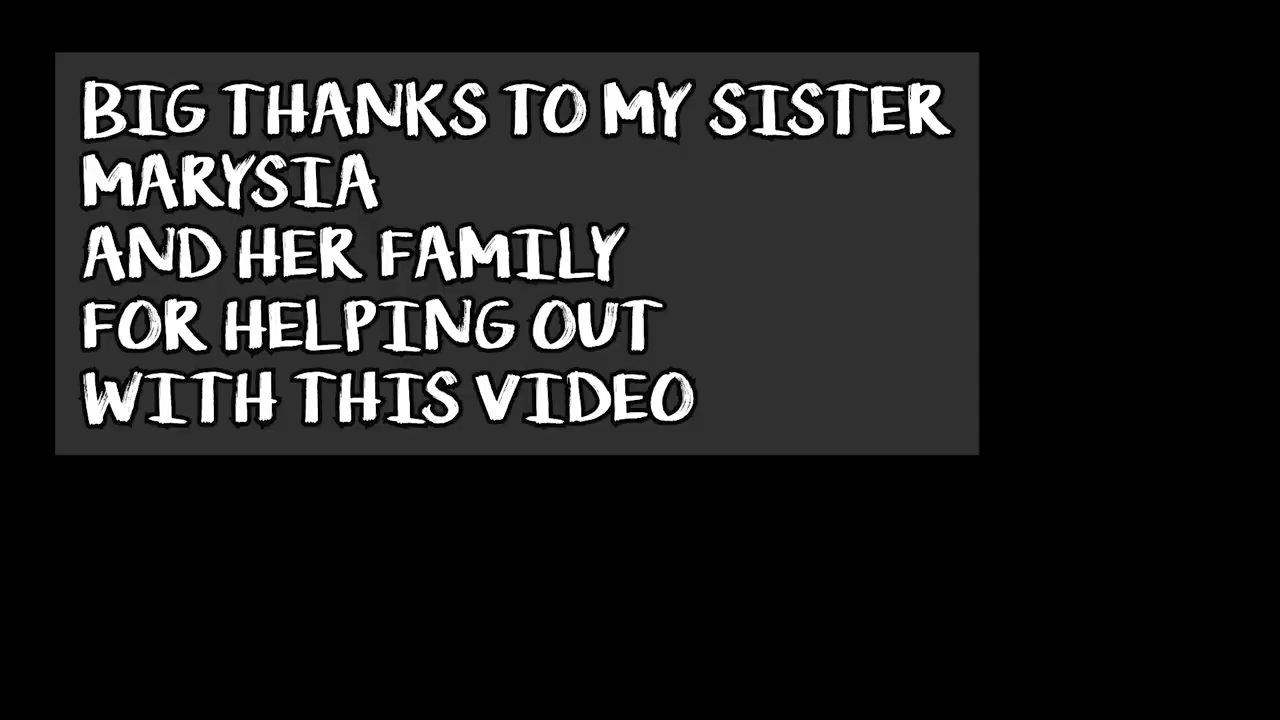 BIG THANKS TO MY SISTER
MARYSIA
AND HER FAMILY
FOR HELPING OUT
WITH THIS VIDEO